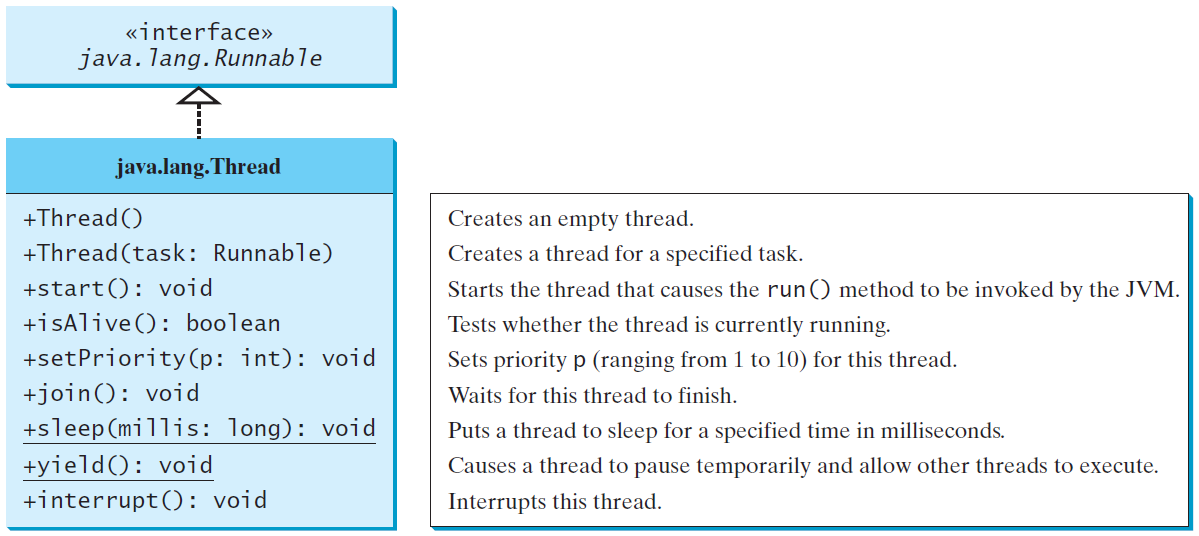 «interface»
java.lang.Runnable
java.lang.Thread
+Thread()
+Thread(task: Runnable)
+start(): void
+isAlive(): boolean
+setPriority(p: int): void
+join(): void
+sleep(millis: long): void
+yield(): void
+interrupt(): void
Creates an empty thread.
Creates a thread for a specified task.
Starts the thread that causes the run() method to be invoked by the JVM.
Tests whether the thread is currently running.
Sets priority p (ranging from 1 to 10) for this thread.
Waits for this thread to finish.
Puts a thread to sleep for a specified time in milliseconds.
Causes a thread to pause temporarily and allow other threads to execute.
Interrupts this thread.